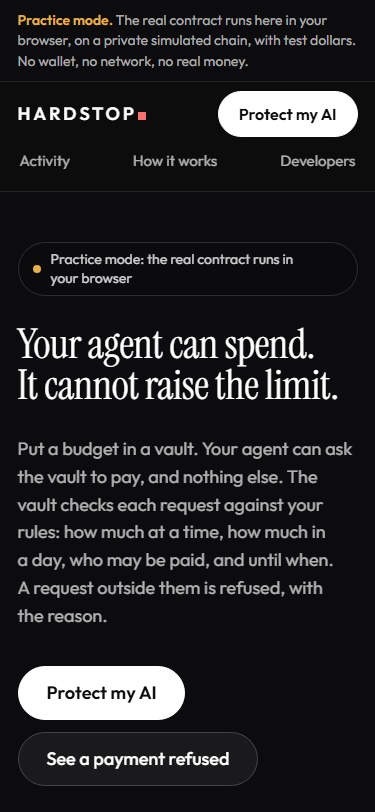 Practice mode. The real contract runs here in your
browser, on a private simulated chain, with test dollars.
No wallet, no network, no real money.
HARDSTOP
Protect my AI
Activity
How it works
Developers
Practice mode: the real contract runs in
your browser
Your agent can spend.
It cannot raise the limit.
Put a budget in a vault. Your agent can ask
the vault to pay, and nothing else. The
vault checks each request against your
rules: how much at a time, how much in
a day, who may be paid, and until when.
A request outside them is refused, with
the reason.
Protect my AI
See a payment refused